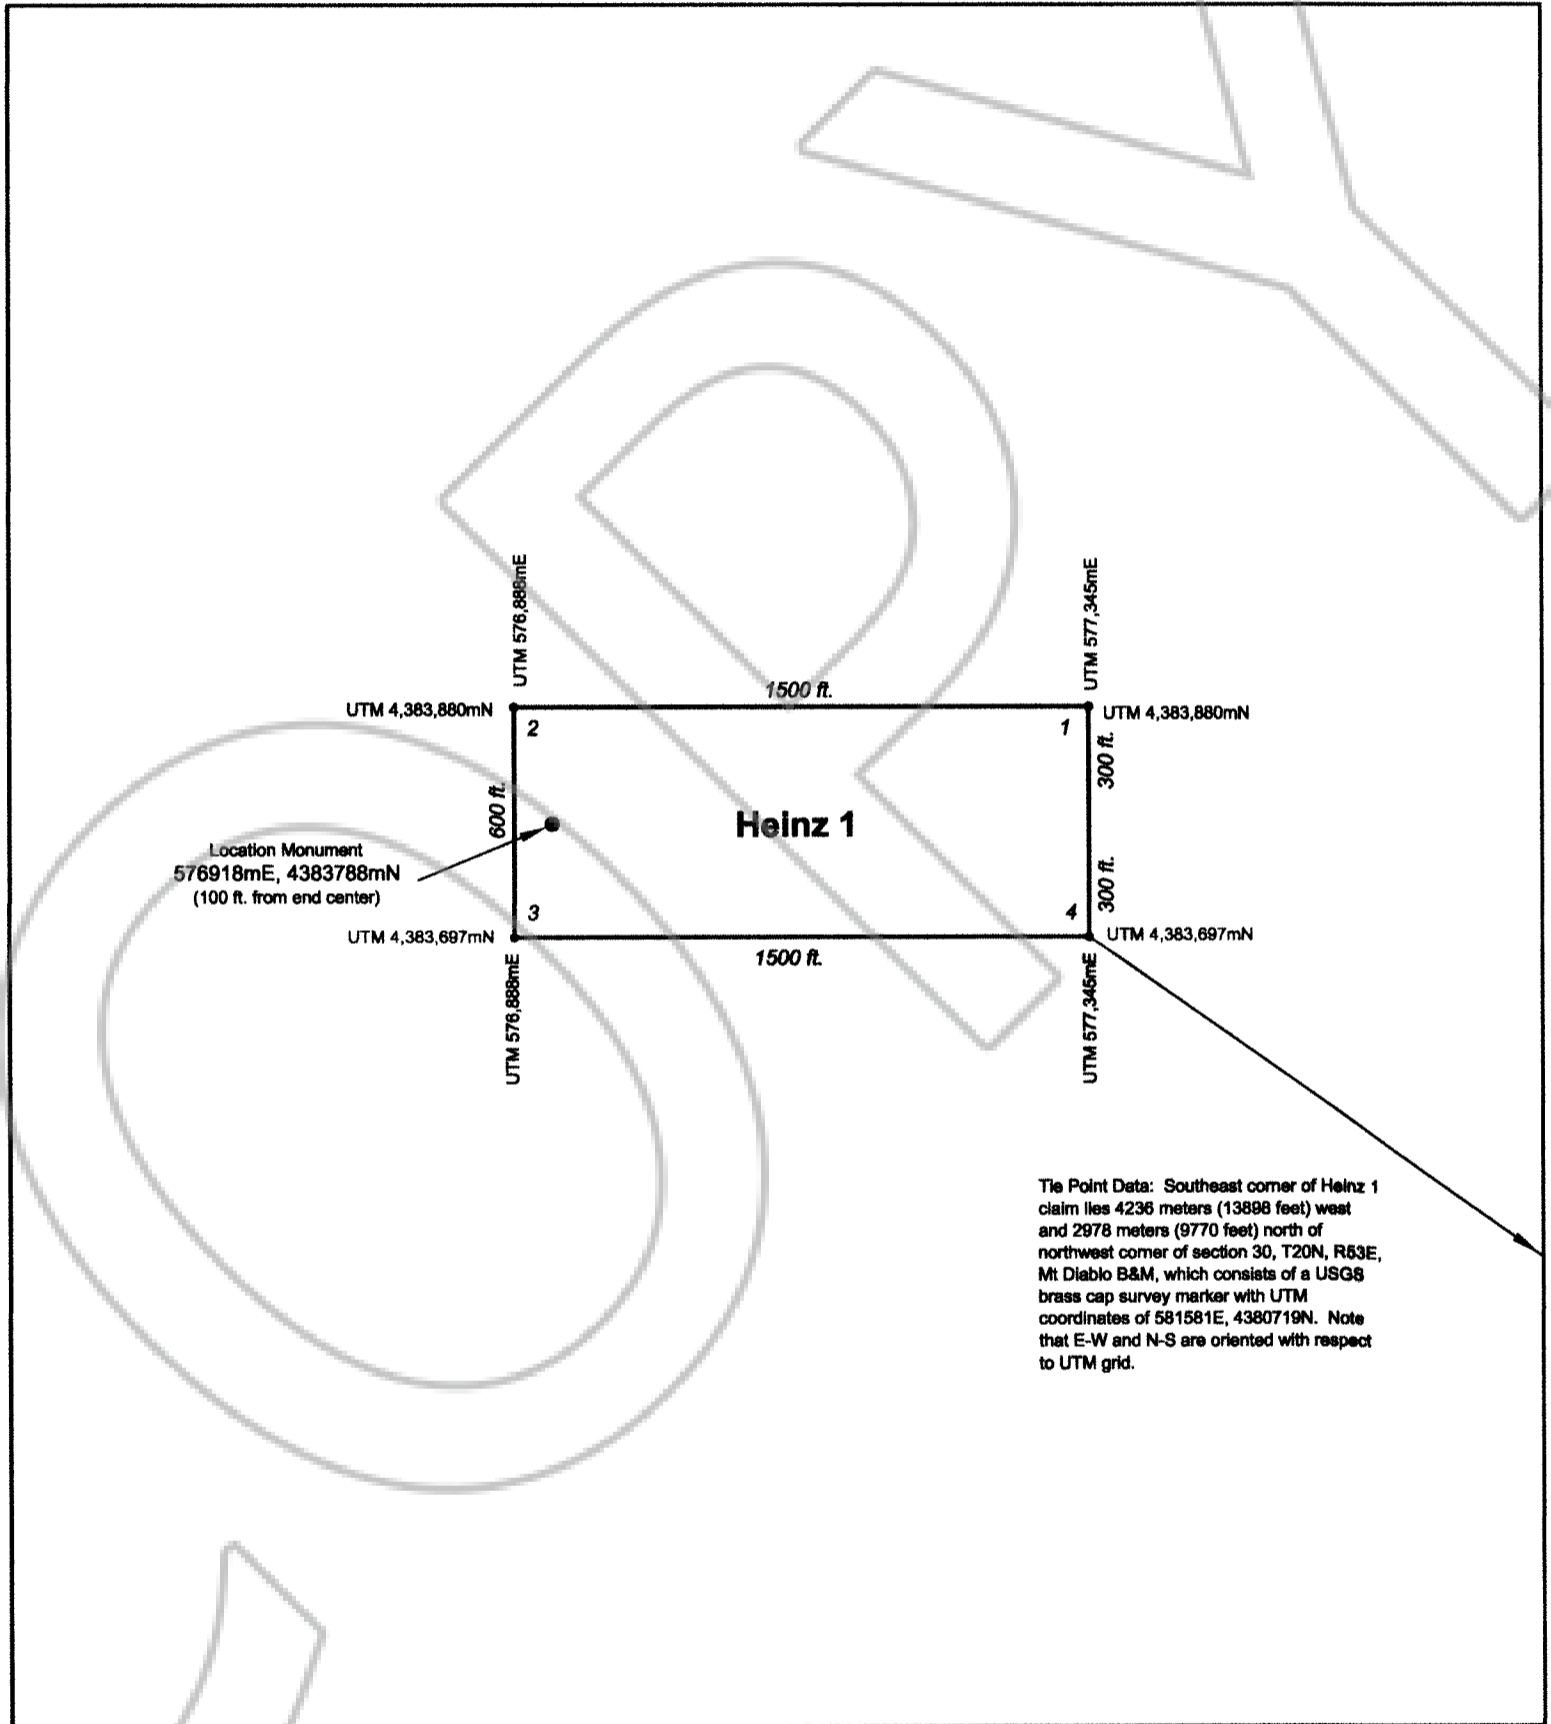 UTM 576,888mE
UTM 577,345mE
1500 ft.
UTM 4,383,880mN
UTM 4,383,880mN
2
1
300 ft.
600 ft.
Heinz 1
Location Monument
576918mE, 4383788mN
(100 ft. from end center)
300 ft.
3
4
UTM 4,383,697mN
UTM 4,383,697mN
1500 ft.
UTM 576,888mE
UTM 577,345mE
Tie Point Data: Southeast corner of Heinz 1
claim lies 4236 meters (13898 feet) west
and 2978 meters (9770 feet) north of
northwest corner of section 30, T20N, R53E,
Mt Diablo B&M, which consists of a USGS
brass cap survey marker with UTM
coordinates of 581581E, 4380719N. Note
that E-W and N-S are oriented with respect
to UTM grid.
COPY